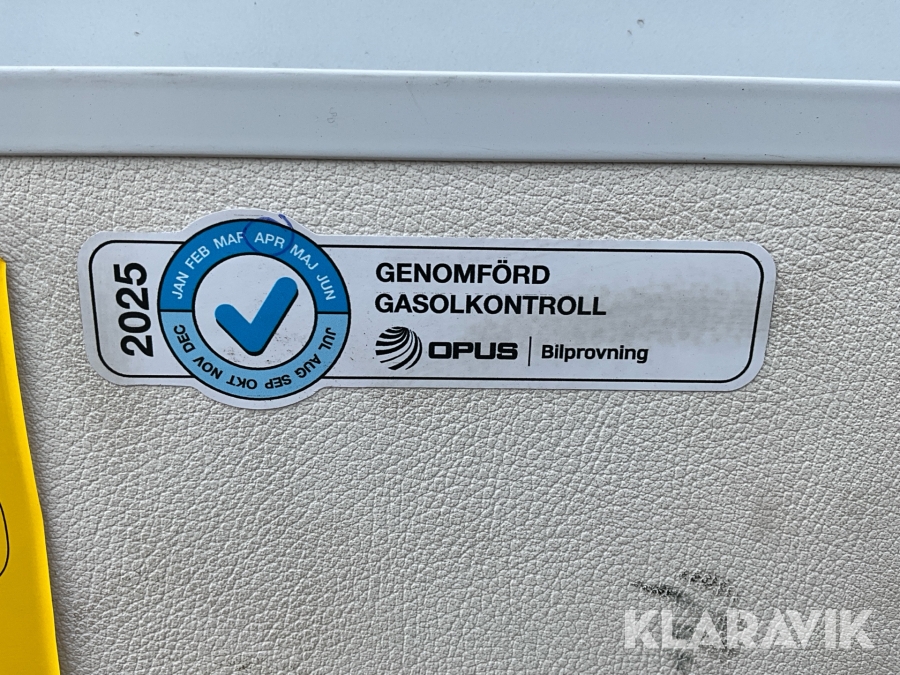 2025
JAN FEB MAR APR MAJ JUN
JUL AUG SEP OKT NOV DEC
GENOMFÖRD
GASOLKONTROLL
OPUS | Bilprovning
KLARAVIK